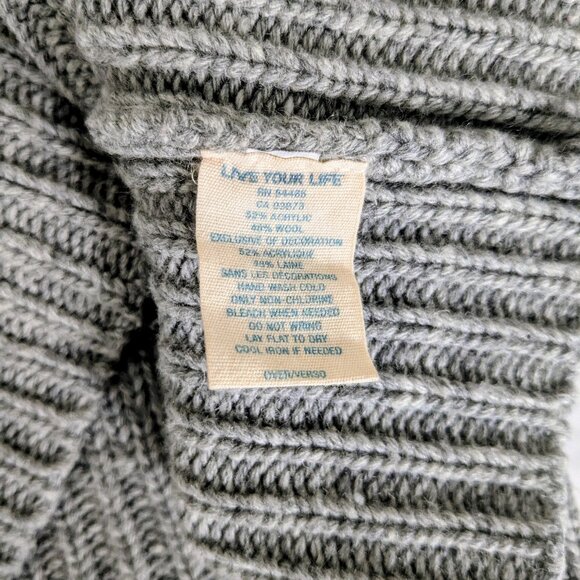 LIVE YOUR LIFE
RN 54485
CA 03873
52% ACRYLIC
48% WOOL
EXCLUSIVE OF DECORATION
52% ACRYLIQUE
48% LAINE
SANS LES DÉCORATIONS
HAND WASH COLD
ONLY NON-CHLORINE
BLEACH WHEN NEEDED
DO NOT WRING
LAY FLAT TO DRY
COOL IRON IF NEEDED
OVER/VERSO